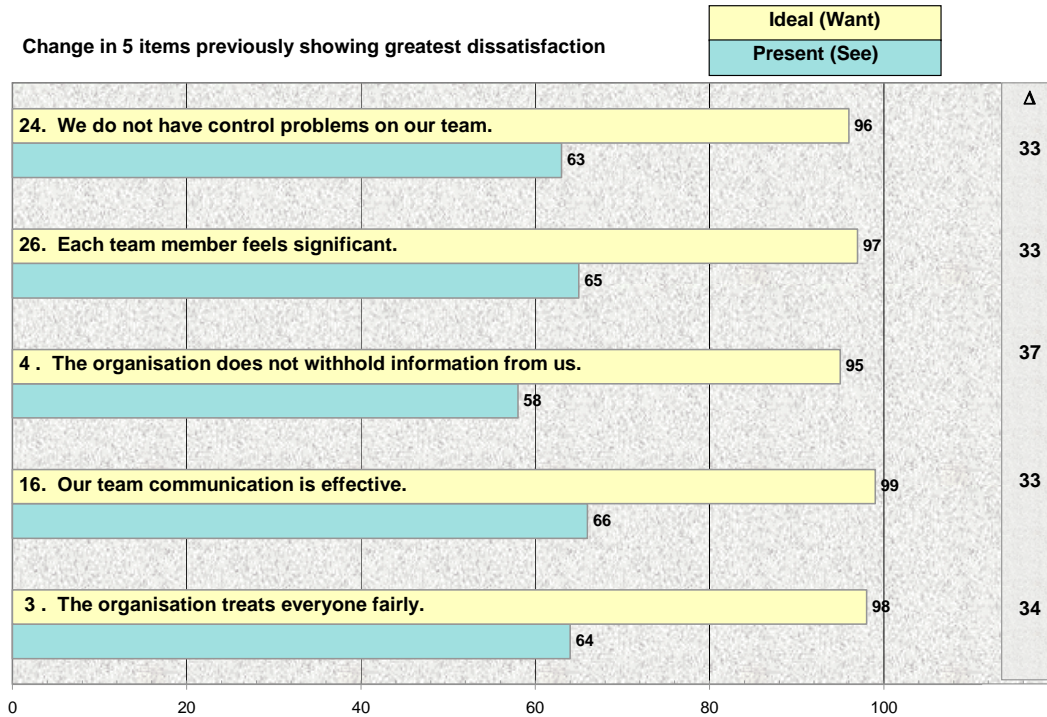 Ideal (Want)
Change in 5 items previously showing greatest dissatisfaction
Present (See)
Δ
24. We do not have control problems on our team.
96
33
63
26. Each team member feels significant.
97
33
65
4 . The organisation does not withhold information from us.
95
37
58
16. Our team communication is effective.
99
33
66
3 . The organisation treats everyone fairly.
98
34
64
0 20 40 60 80 100